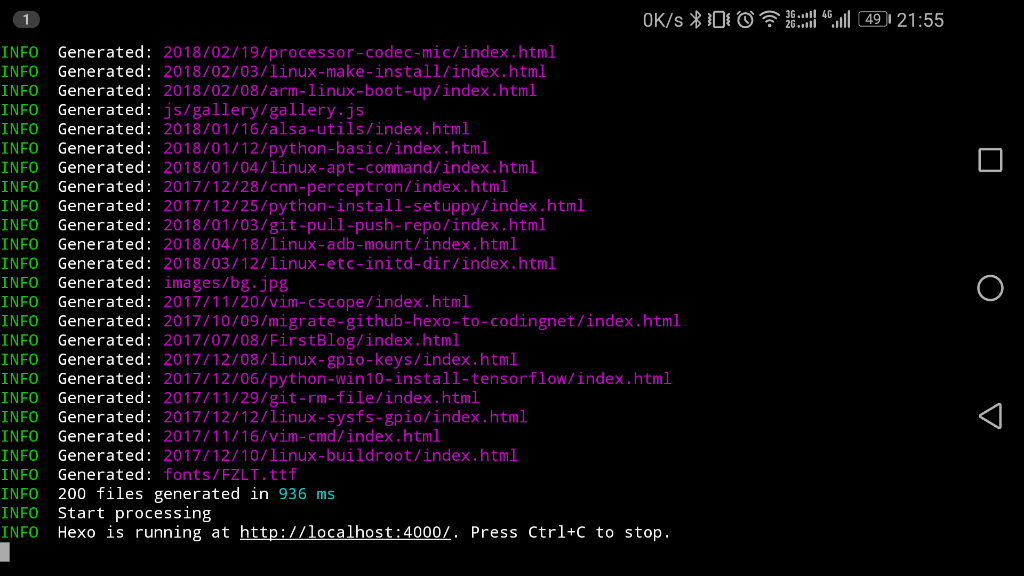 1 0K/s 3G 2G 4G 49 21:55
INFO Generated: 2018/02/19/processor-codec-mic/index.html
INFO Generated: 2018/02/03/linux-make-install/index.html
INFO Generated: 2018/02/08/arm-linux-boot-up/index.html
INFO Generated: js/gallery/gallery.js
INFO Generated: 2018/01/16/alsa-utils/index.html
INFO Generated: 2018/01/12/python-basic/index.html
INFO Generated: 2018/01/04/linux-apt-command/index.html
INFO Generated: 2017/12/28/cnn-perceptron/index.html
INFO Generated: 2017/12/25/python-install-setuppy/index.html
INFO Generated: 2018/01/03/git-pull-push-repo/index.html
INFO Generated: 2018/04/18/linux-adb-mount/index.html
INFO Generated: 2018/03/12/linux-etc-initd-dir/index.html
INFO Generated: images/bg.jpg
INFO Generated: 2017/11/20/vim-cscope/index.html
INFO Generated: 2017/10/09/migrate-github-hexo-to-codingnet/index.html
INFO Generated: 2017/07/08/FirstBlog/index.html
INFO Generated: 2017/12/08/linux-gpio-keys/index.html
INFO Generated: 2017/12/06/python-win10-install-tensorflow/index.html
INFO Generated: 2017/11/29/git-rm-file/index.html
INFO Generated: 2017/12/12/linux-sysfs-gpio/index.html
INFO Generated: 2017/11/16/vim-cmd/index.html
INFO Generated: 2017/12/10/linux-buildroot/index.html
INFO Generated: fonts/FZLT.ttf
INFO 200 files generated in 936 ms
INFO Start processing
INFO Hexo is running at http://localhost:4000/. Press Ctrl+C to stop.